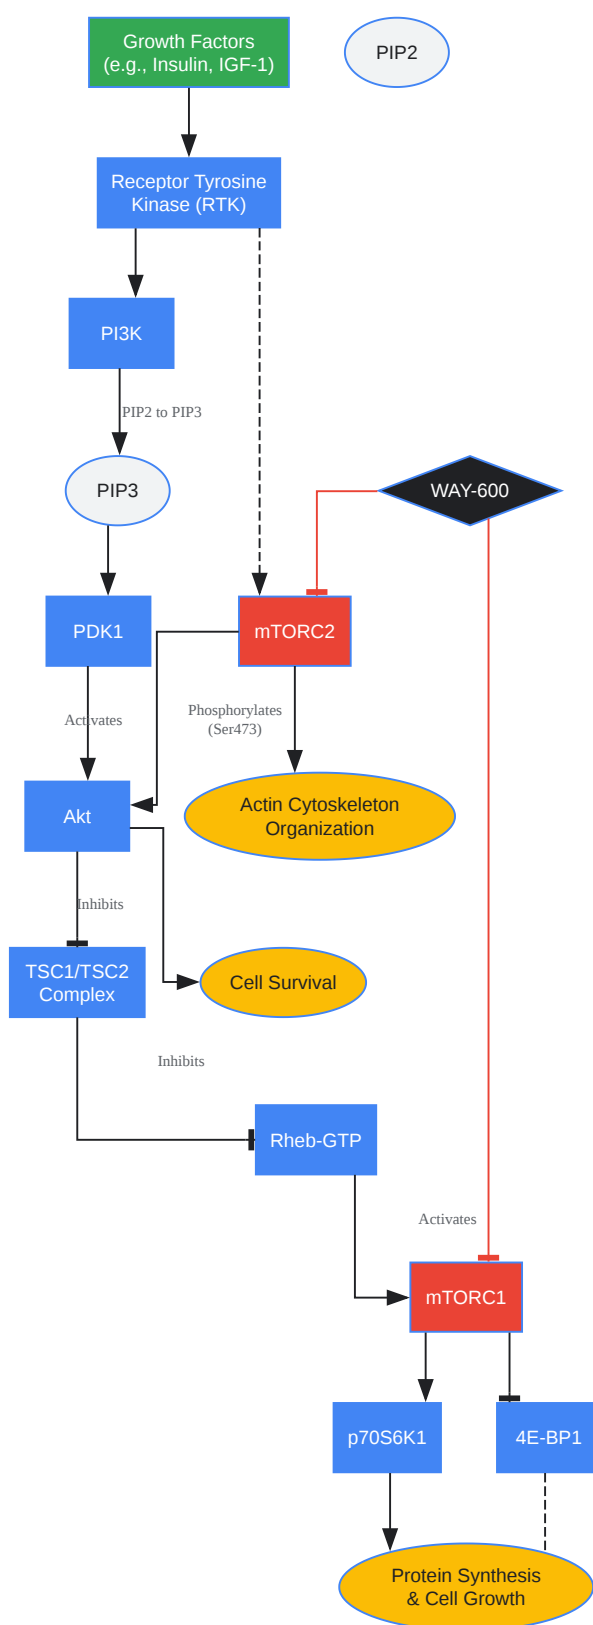 Growth Factors
(e.g., Insulin, IGF-1)
PIP2
Receptor Tyrosine
Kinase (RTK)
PI3K
PIP2 to PIP3
PIP3
WAY-600
PDK1
mTORC2
Activates
Phosphorylates
(Ser473)
Akt
Actin Cytoskeleton
Organization
Inhibits
TSC1/TSC2
Complex
Cell Survival
Inhibits
Rheb-GTP
Activates
mTORC1
p70S6K1
4E-BP1
Protein Synthesis
& Cell Growth